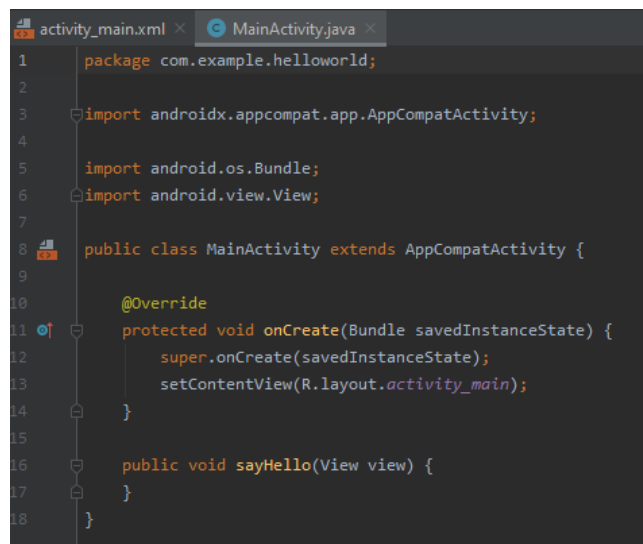 activity_main.xml × C MainActivity.java ×
1 package com.example.helloworld;
2
3 import androidx.appcompat.app.AppCompatActivity;
4
5 import android.os.Bundle;
6 import android.view.View;
7
8 public class MainActivity extends AppCompatActivity {
9
10 @Override
11 protected void onCreate(Bundle savedInstanceState) {
12 super.onCreate(savedInstanceState);
13 setContentView(R.layout.activity_main);
14 }
15
16 public void sayHello(View view) {
17 }
18 }